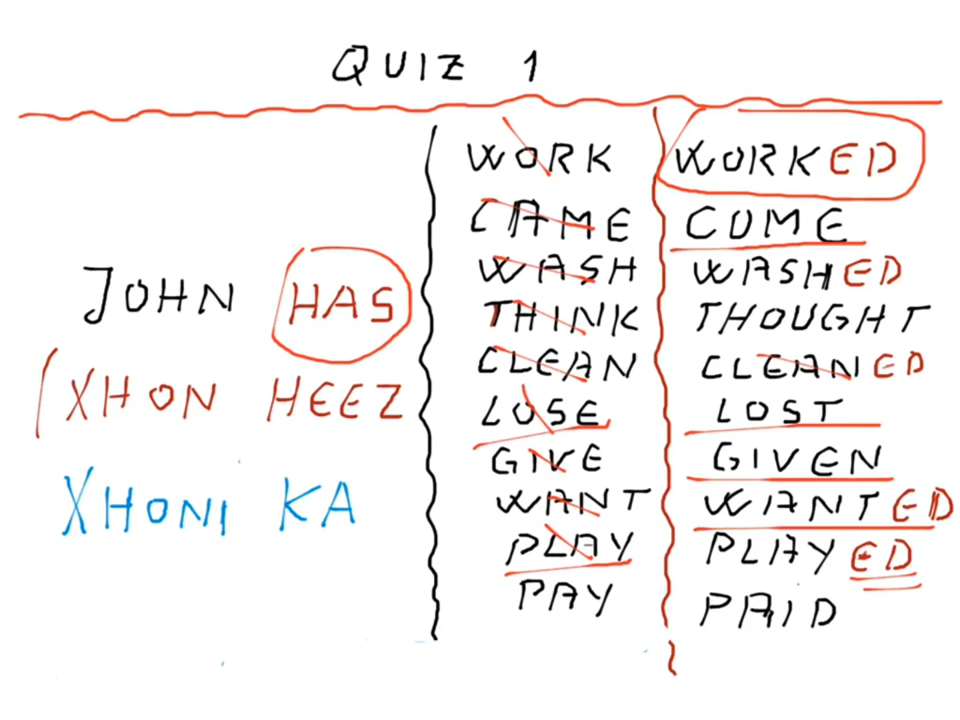 QUIZ 1
JOHN HAS
(XHON HEEZ
XHONI KA
WORK
CAME
WASH
THINK
CLEAN
LOSE
GIVE
WANT
PLAY
PAY
WORKED
COME
WASHED
THOUGHT
CLEANED
LOST
GIVEN
WANTED
PLAYED
PAID